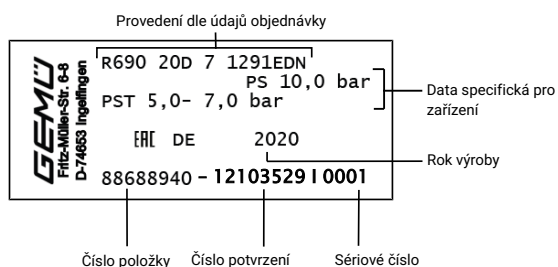 Provedení dle údajů objednávky
GEMÜ
Fritz-Müller-Str. 6-8
D-74653 Ingelfingen
R690 20D 7 1291EDN
PS 10,0 bar
PST 5,0- 7,0 bar
Data specifická pro
zařízení
EAC DE 2020
Rok výroby
88688940 - 12103529 I 0001
Číslo položky Číslo potvrzení Sériové číslo